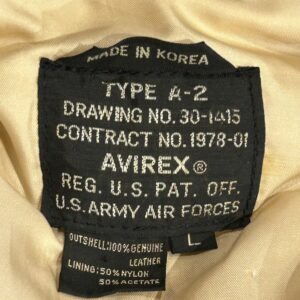 MADE IN KOREA
TYPE A-2
DRAWING NO. 30-1415
CONTRACT NO. 1978-01
AVIREX®
REG. U.S. PAT. OFF.
U.S. ARMY AIR FORCES
OUTSHELL:100%GENUINE
LEATHER
LINING:50%NYLON
50%ACETATE
L